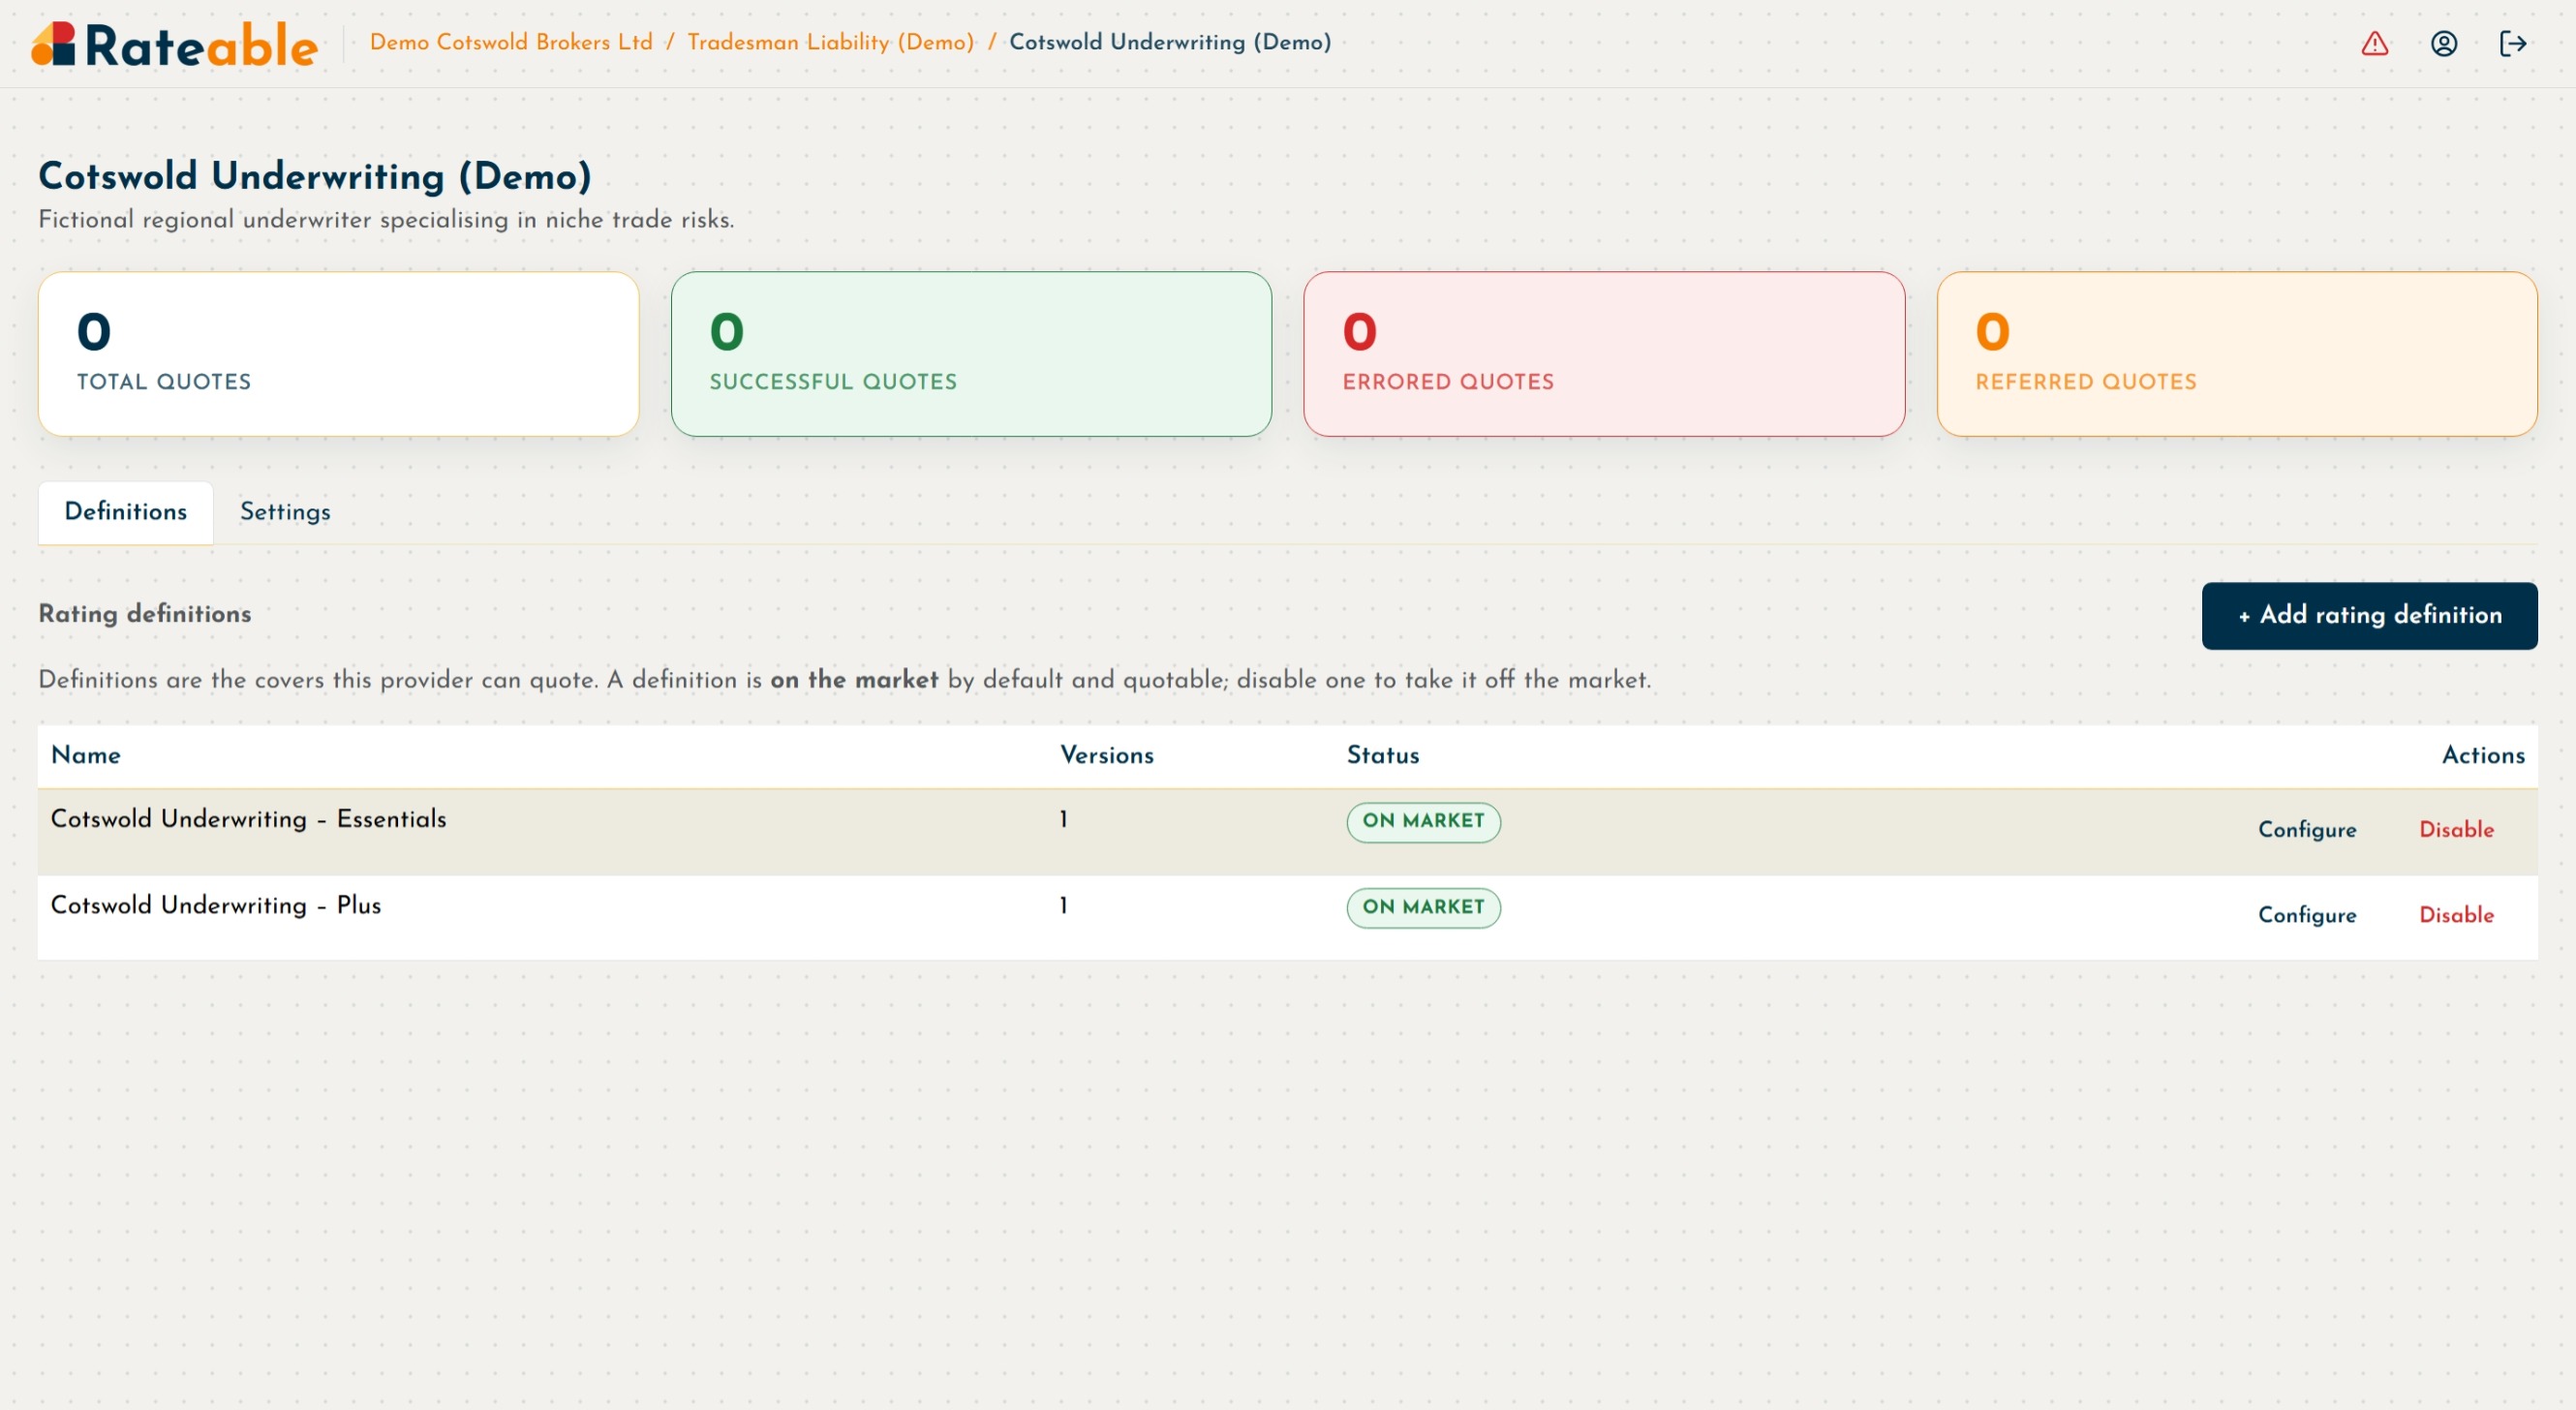 Rateable
Demo Cotswold Brokers Ltd / Tradesman Liability (Demo) / Cotswold Underwriting (Demo)
Cotswold Underwriting (Demo)
Fictional regional underwriter specialising in niche trade risks.
0
TOTAL QUOTES
0
SUCCESSFUL QUOTES
0
ERRORED QUOTES
0
REFERRED QUOTES
Definitions Settings
Rating definitions
+ Add rating definition
Definitions are the covers this provider can quote. A definition is on the market by default and quotable; disable one to take it off the market.
Name Versions Status Actions
Cotswold Underwriting – Essentials 1 ON MARKET Configure Disable
Cotswold Underwriting – Plus 1 ON MARKET Configure Disable